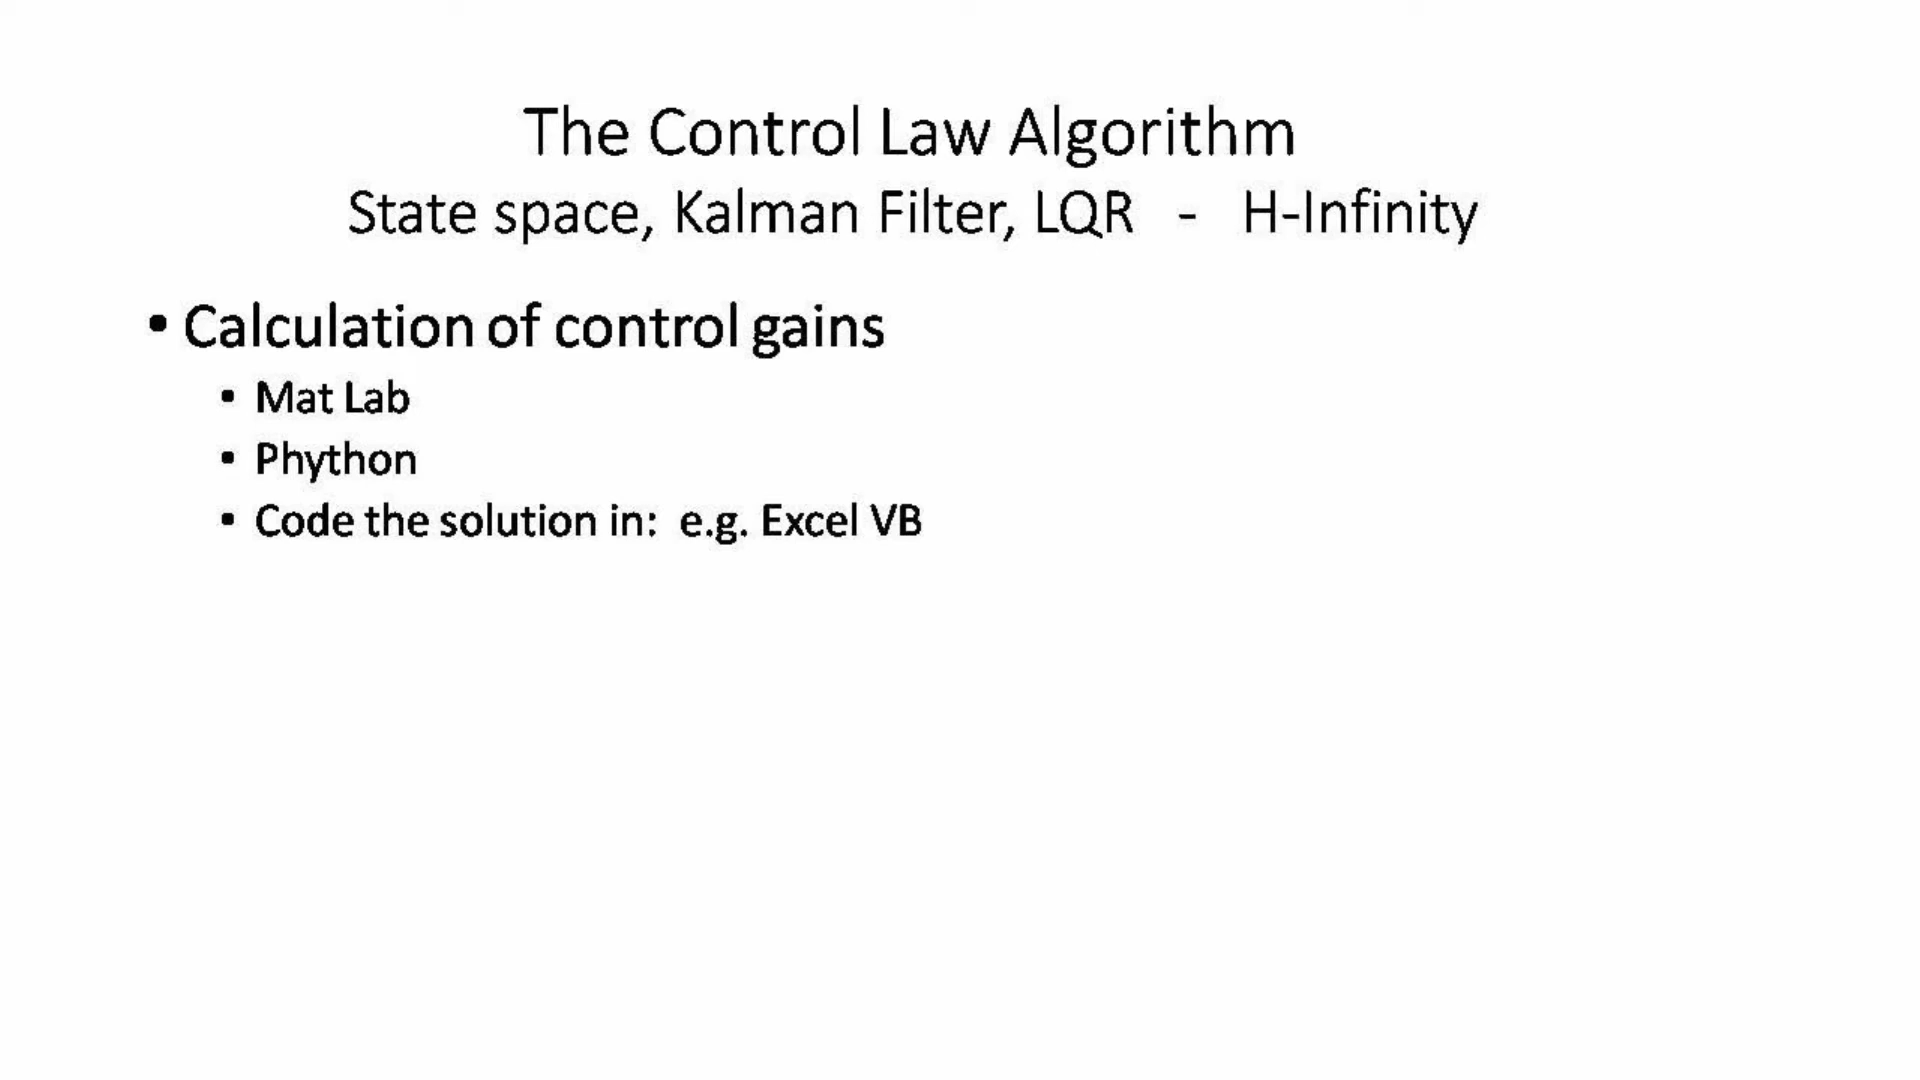 The Control Law Algorithm
State space, Kalman Filter, LQR - H-Infinity
• Calculation of control gains
• Mat Lab
• Phython
• Code the solution in: e.g. Excel VB